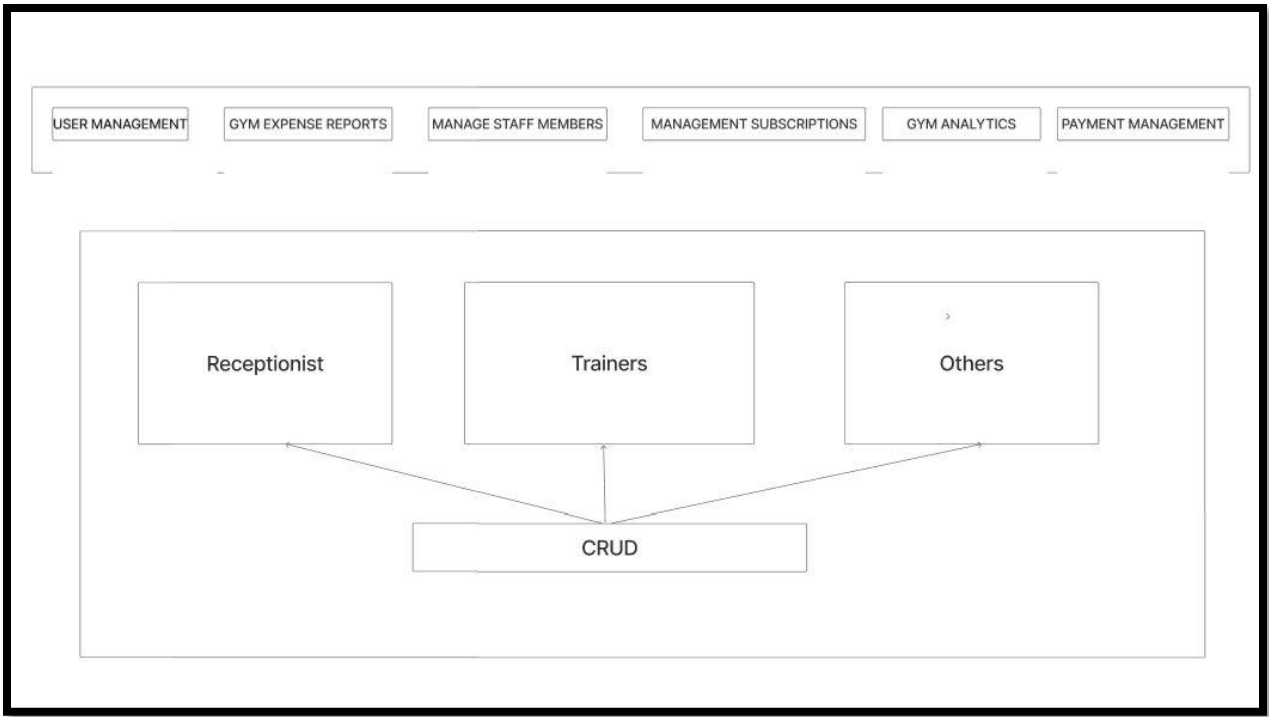 USER MANAGEMENT
GYM EXPENSE REPORTS
MANAGE STAFF MEMBERS
MANAGEMENT SUBSCRIPTIONS
GYM ANALYTICS
PAYMENT MANAGEMENT
Receptionist
Trainers
Others
CRUD